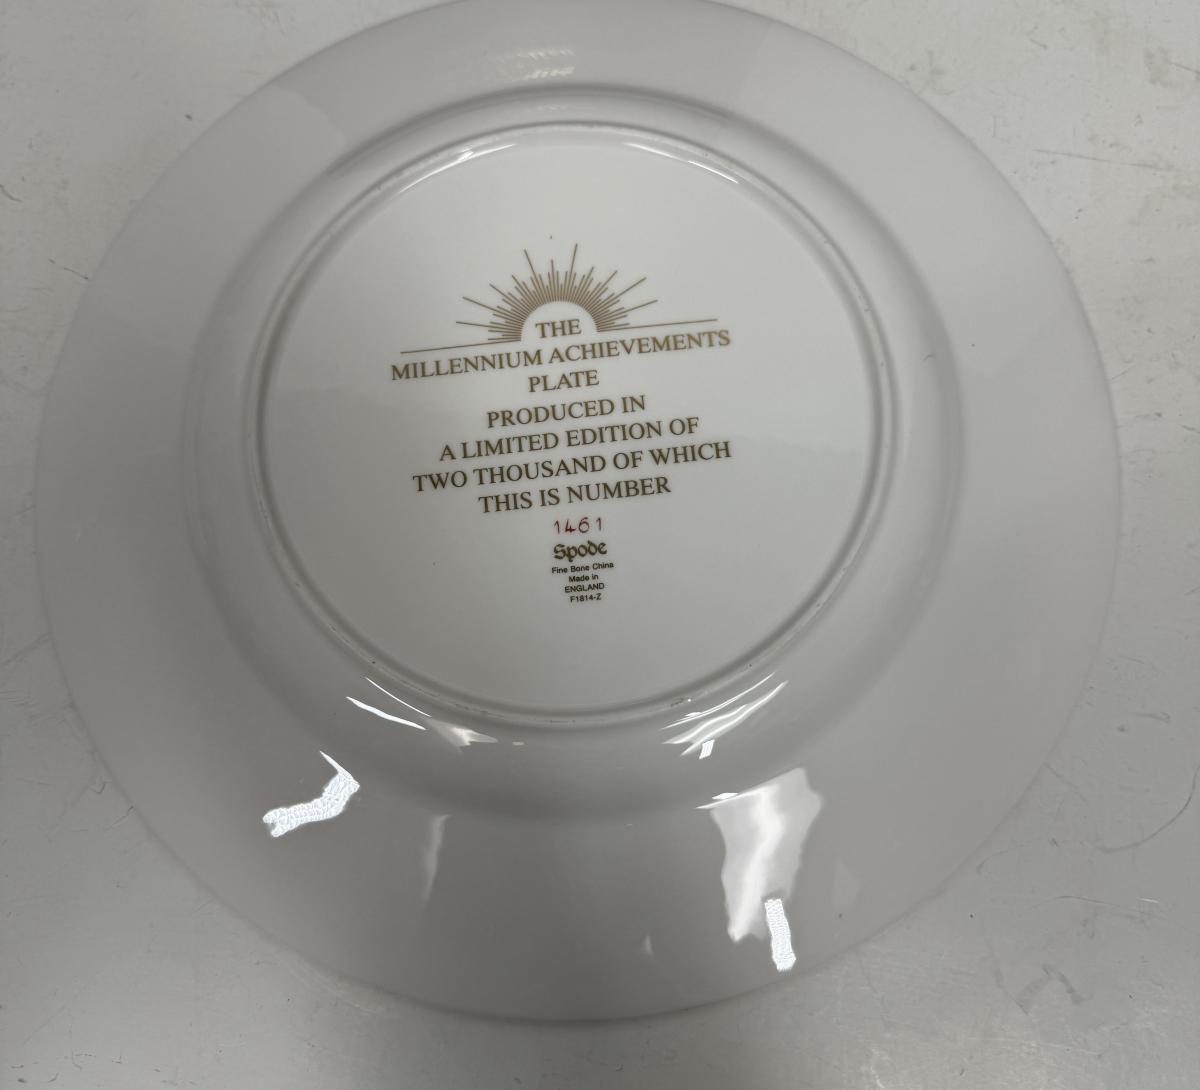 THE
MILLENNIUM ACHIEVEMENTS
PLATE
PRODUCED IN
A LIMITED EDITION OF
TWO THOUSAND OF WHICH
THIS IS NUMBER
1461
Spode
Fine Bone China
Made in
ENGLAND
F1814-Z